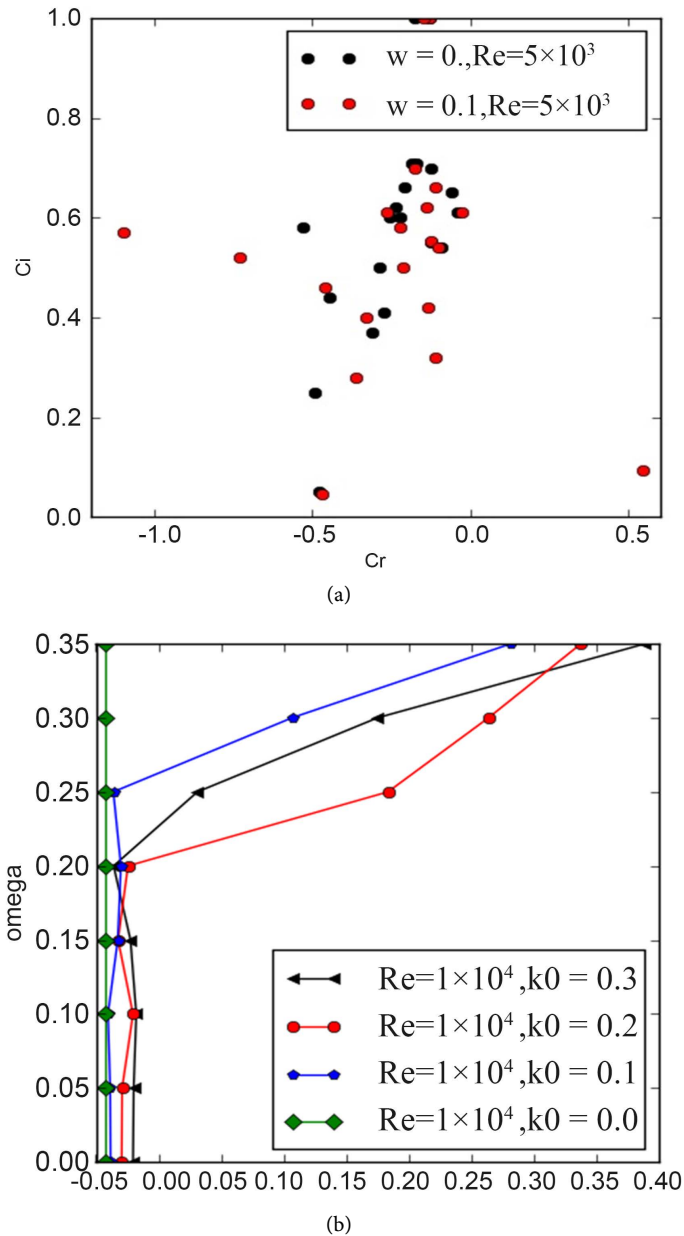 1.0
w = 0.,Re=5×10³
w = 0.1,Re=5×10³
0.8
0.6
Ci
0.4
0.2
0.0
-1.0 -0.5 0.0 0.5
Cr
(a)
0.35
0.30
0.25
0.20
omega
0.15
Re=1×10⁴ ,k0 = 0.3
0.10
Re=1×10⁴ ,k0 = 0.2
Re=1×10⁴ ,k0 = 0.1
0.05
Re=1×10⁴ ,k0 = 0.0
0.00
-0.05 0.00 0.05 0.10 0.15 0.20 0.25 0.30 0.35 0.40
(b)